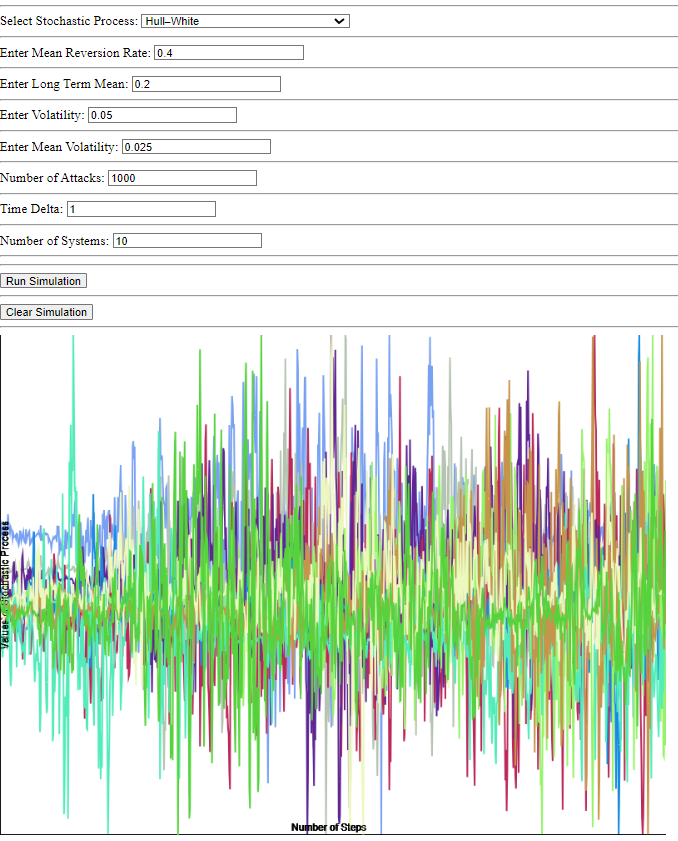 Select Stochastic Process: Hull–White
Enter Mean Reversion Rate: 0.4
Enter Long Term Mean: 0.2
Enter Volatility: 0.05
Enter Mean Volatility: 0.025
Number of Attacks: 1000
Time Delta: 1
Number of Systems: 10
Run Simulation
Clear Simulation
Stochastic Process
Number of Steps